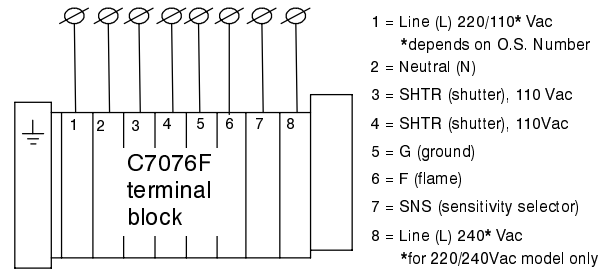 1 = Line (L) 220/110* Vac
*depends on O.S. Number
2 = Neutral (N)
3 = SHTR (shutter), 110 Vac
4 = SHTR (shutter), 110Vac
5 = G (ground)
6 = F (flame)
7 = SNS (sensitivity selector)
8 = Line (L) 240* Vac
*for 220/240Vac model only
1 2 3 4 5 6 7 8
C7076F
terminal
block